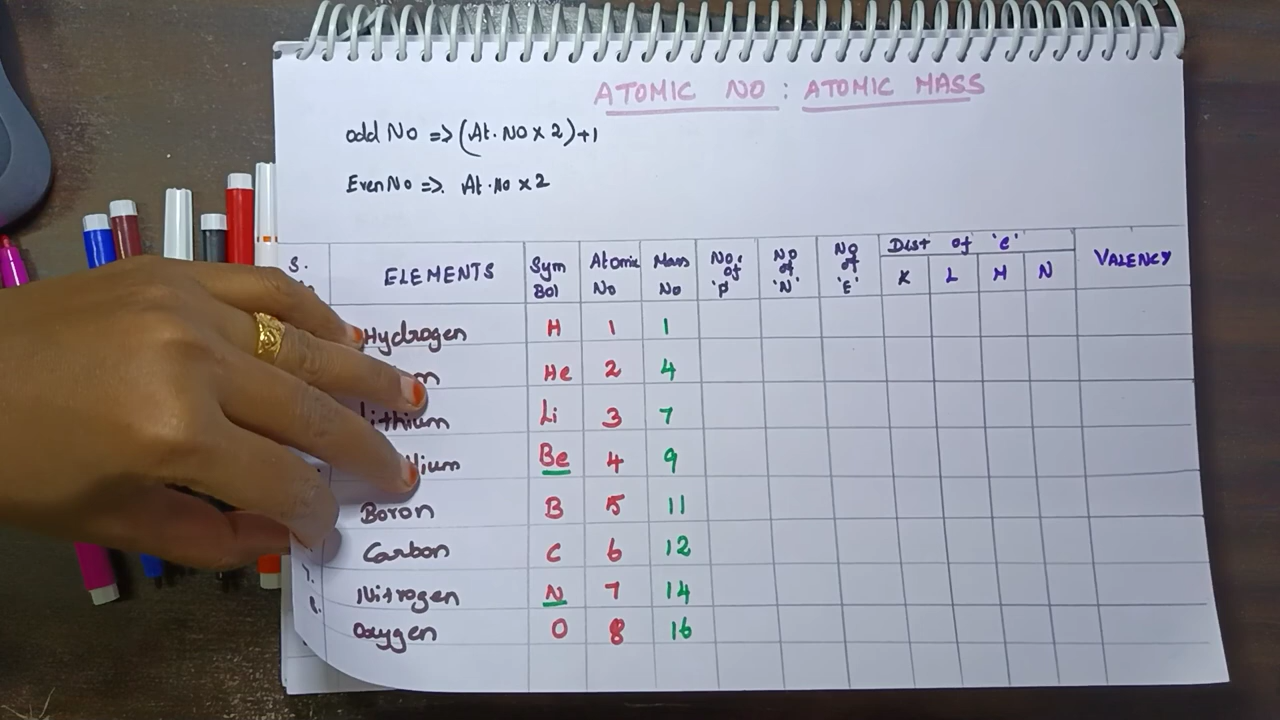 ATOMIC NO : ATOMIC MASS
odd No => (At. No x 2)+1
Even No => At. No x 2
S. ELEMENTS Sym Bol Atomic No Mass No No. of 'P' No of 'N' No of 'E' Dist of 'e' K L M N VALENCY
Hydrogen H 1 1
He 2 4
Lithium Li 3 7
Be 4 9
Boron B 5 11
Carbon C 6 12
7. Nitrogen N 7 14
8. Oxygen O 8 16